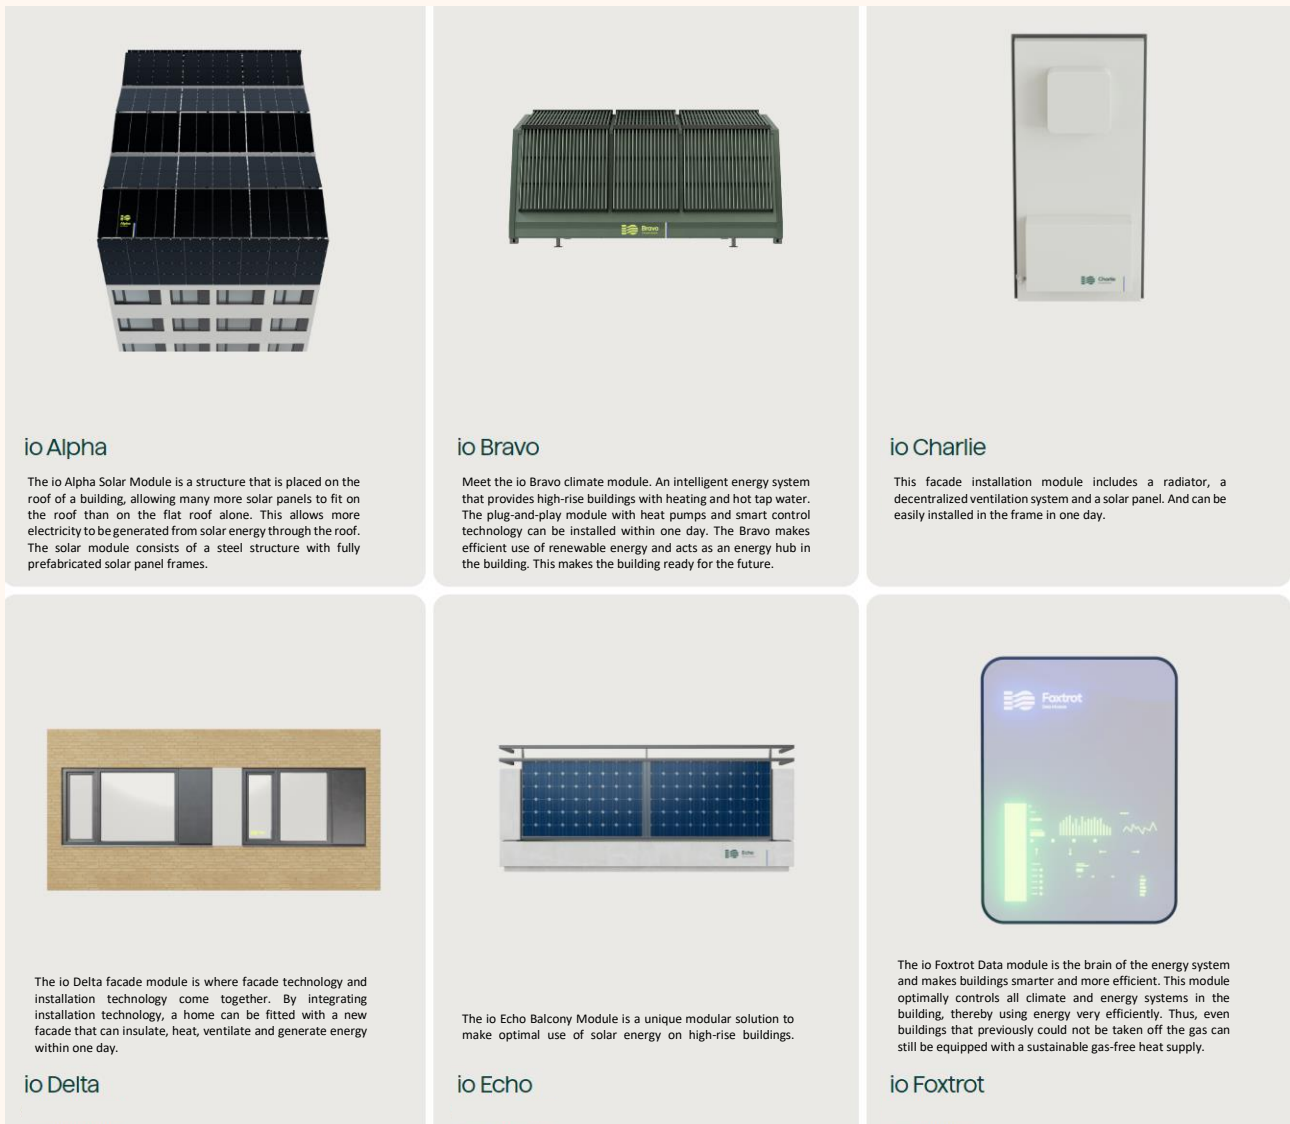 Alpha
Bravo
Charlie
io Alpha
The io Alpha Solar Module is a structure that is placed on the
roof of a building, allowing many more solar panels to fit on
the roof than on the flat roof alone. This allows more
electricity to be generated from solar energy through the roof.
The solar module consists of a steel structure with fully
prefabricated solar panel frames.
io Bravo
Meet the io Bravo climate module. An intelligent energy system
that provides high-rise buildings with heating and hot tap water.
The plug-and-play module with heat pumps and smart control
technology can be installed within one day. The Bravo makes
efficient use of renewable energy and acts as an energy hub in
the building. This makes the building ready for the future.
io Charlie
This facade installation module includes a radiator, a
decentralized ventilation system and a solar panel. And can be
easily installed in the frame in one day.
Echo
Foxtrot
The io Delta facade module is where facade technology and
installation technology come together. By integrating
installation technology, a home can be fitted with a new
facade that can insulate, heat, ventilate and generate energy
within one day.
io Delta
The io Echo Balcony Module is a unique modular solution to
make optimal use of solar energy on high-rise buildings.
io Echo
The io Foxtrot Data module is the brain of the energy system
and makes buildings smarter and more efficient. This module
optimally controls all climate and energy systems in the
building, thereby using energy very efficiently. Thus, even
buildings that previously could not be taken off the gas can
still be equipped with a sustainable gas-free heat supply.
io Foxtrot